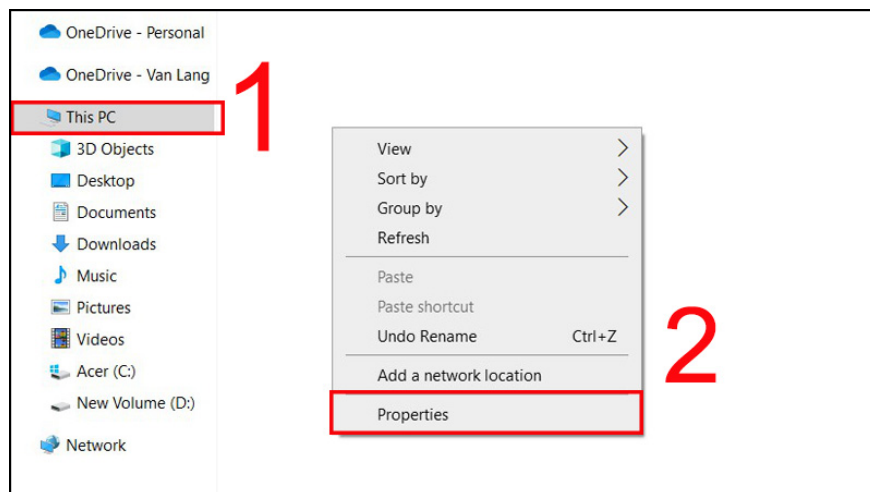 OneDrive - Personal
OneDrive - Van Lang
This PC
3D Objects
Desktop
Documents
Downloads
Music
Pictures
Videos
Acer (C:)
New Volume (D:)
Network
1
View
Sort by
Group by
Refresh
Paste
Paste shortcut
Undo Rename Ctrl+Z
Add a network location
Properties
2